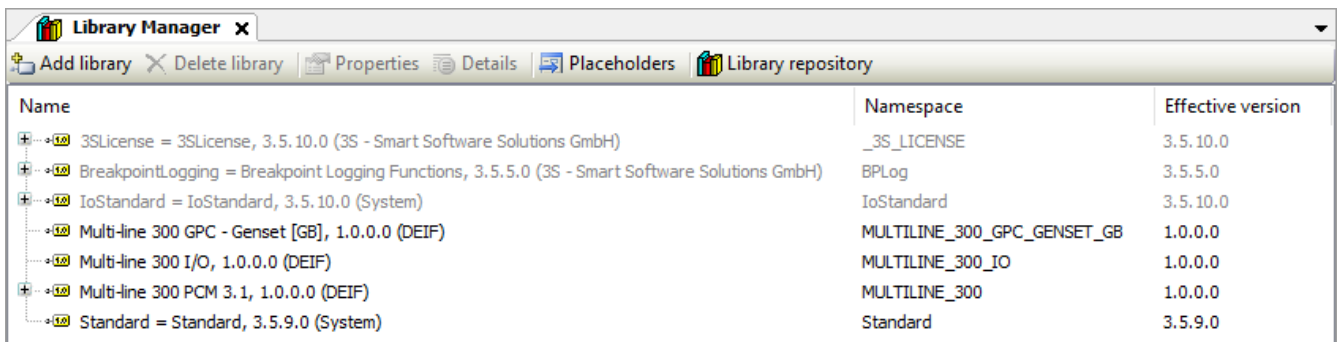 Library Manager
Add library Delete library Properties Details Placeholders Library repository
Name Namespace Effective version
3SLicense = 3SLicense, 3.5.10.0 (3S - Smart Software Solutions GmbH) _3S_LICENSE 3.5.10.0
BreakpointLogging = Breakpoint Logging Functions, 3.5.5.0 (3S - Smart Software Solutions GmbH) BPLog 3.5.5.0
IoStandard = IoStandard, 3.5.10.0 (System) IoStandard 3.5.10.0
Multi-line 300 GPC - Genset [GB], 1.0.0.0 (DEIF) MULTILINE_300_GPC_GENSET_GB 1.0.0.0
Multi-line 300 I/O, 1.0.0.0 (DEIF) MULTILINE_300_IO 1.0.0.0
Multi-line 300 PCM 3.1, 1.0.0.0 (DEIF) MULTILINE_300 1.0.0.0
Standard = Standard, 3.5.9.0 (System) Standard 3.5.9.0